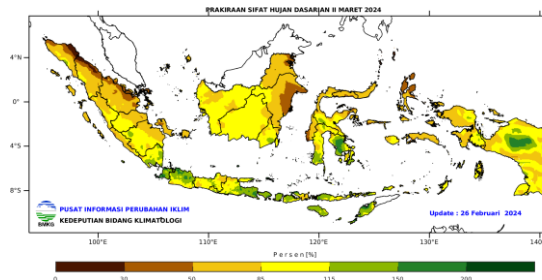 PRAKIRAAN SIFAT HUJAN DASARIAN II MARET 2024
4°N
0°
4°S
8°S
PUSAT INFORMASI PERUBAHAN IKLIM
KEDEPUTIAN BIDANG KLIMATOLOGI
BMKG
Update : 26 Februari 2024
100°E
110°E
120°E
130°E
140
Persen[%]
0 30 50 85 115 150 200